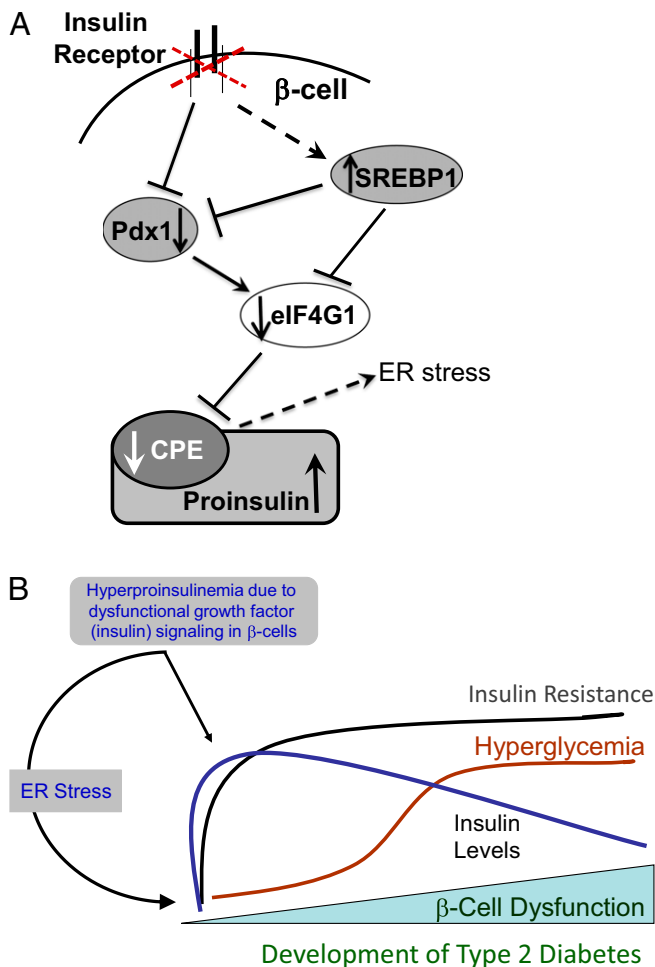 A
Insulin
Receptor
β-cell
SREBP1
Pdx1
eIF4G1
ER stress
CPE
Proinsulin
B
Hyperproinsulinemia due to
dysfunctional growth factor
(insulin) signaling in β-cells
Insulin Resistance
Hyperglycemia
ER Stress
Insulin
Levels
β-Cell Dysfunction
Development of Type 2 Diabetes